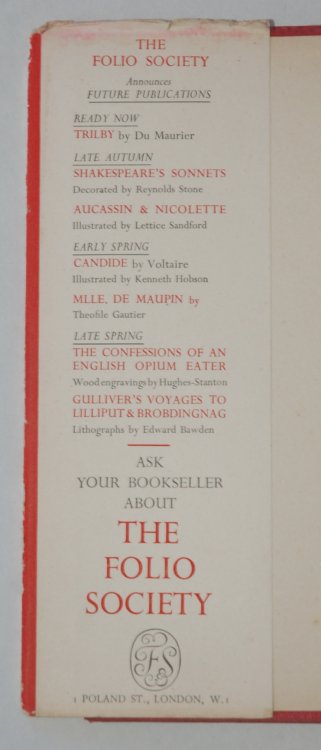 THE
FOLIO SOCIETY
Announces
FUTURE PUBLICATIONS
READY NOW
TRILBY by Du Maurier
LATE AUTUMN
SHAKESPEARE'S SONNETS
Decorated by Reynolds Stone
AUCASSIN & NICOLETTE
Illustrated by Lettice Sandford
EARLY SPRING
CANDIDE by Voltaire
Illustrated by Kenneth Hobson
MLLE. DE MAUPIN by
Theofile Gautier
LATE SPRING
THE CONFESSIONS OF AN
ENGLISH OPIUM EATER
Wood engravings by Hughes-Stanton
GULLIVER'S VOYAGES TO
LILLIPUT & BROBDINGNAG
Lithographs by Edward Bawden
ASK
YOUR BOOKSELLER
ABOUT
THE
FOLIO
SOCIETY
FS
1 POLAND ST., LONDON, W.1